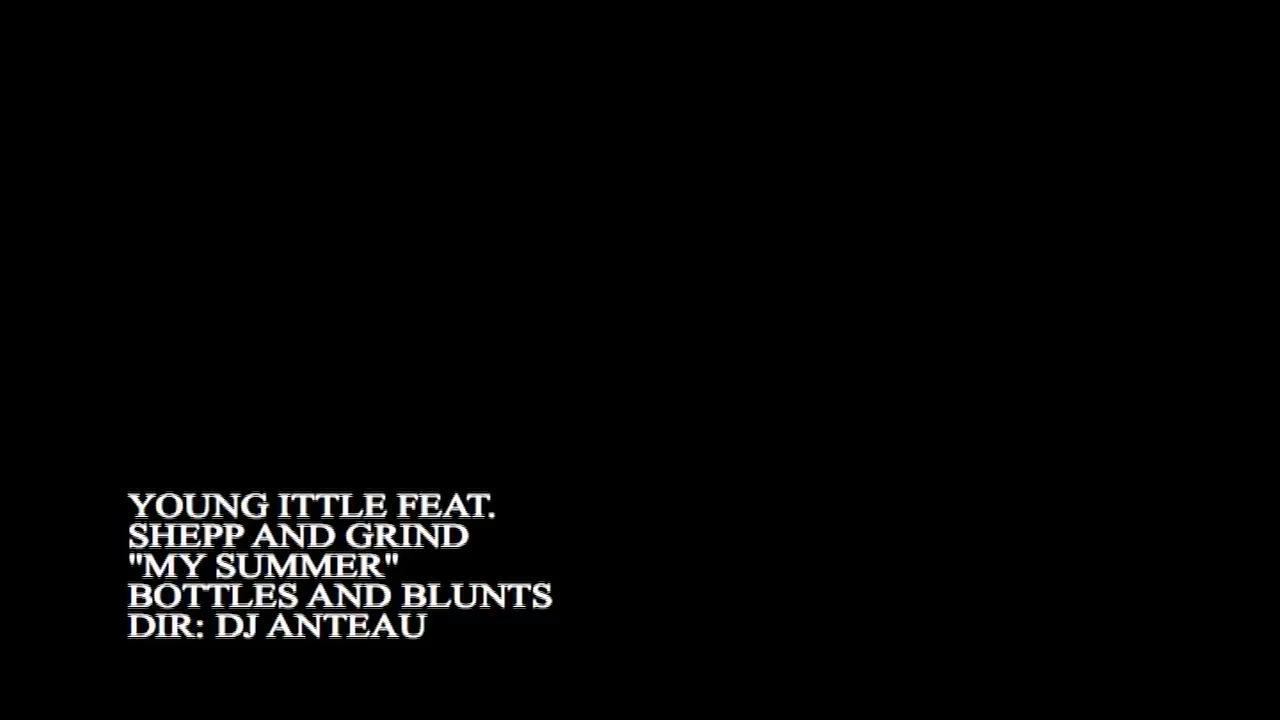 YOUNG ITTLE FEAT.
SHEPP AND GRIND
"MY SUMMER"
BOTTLES AND BLUNTS
DIR: DJ ANTEAU